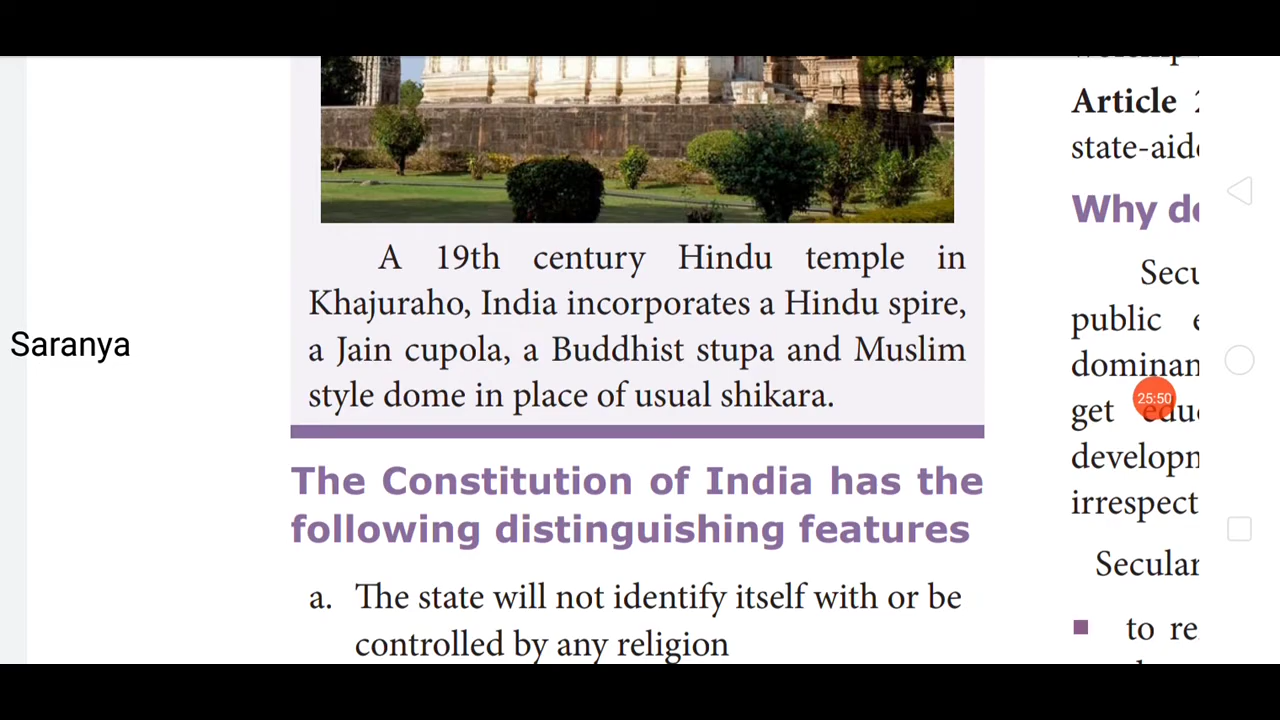 A 19th century Hindu temple in
Khajuraho, India incorporates a Hindu spire,
a Jain cupola, a Buddhist stupa and Muslim
style dome in place of usual shikara.
The Constitution of India has the
following distinguishing features
a. The state will not identify itself with or be
controlled by any religion
Saranya
Article
state-aid
Why d
Secu
public e
dominan
get educ
developn
irrespect
Secular
to re
25:50